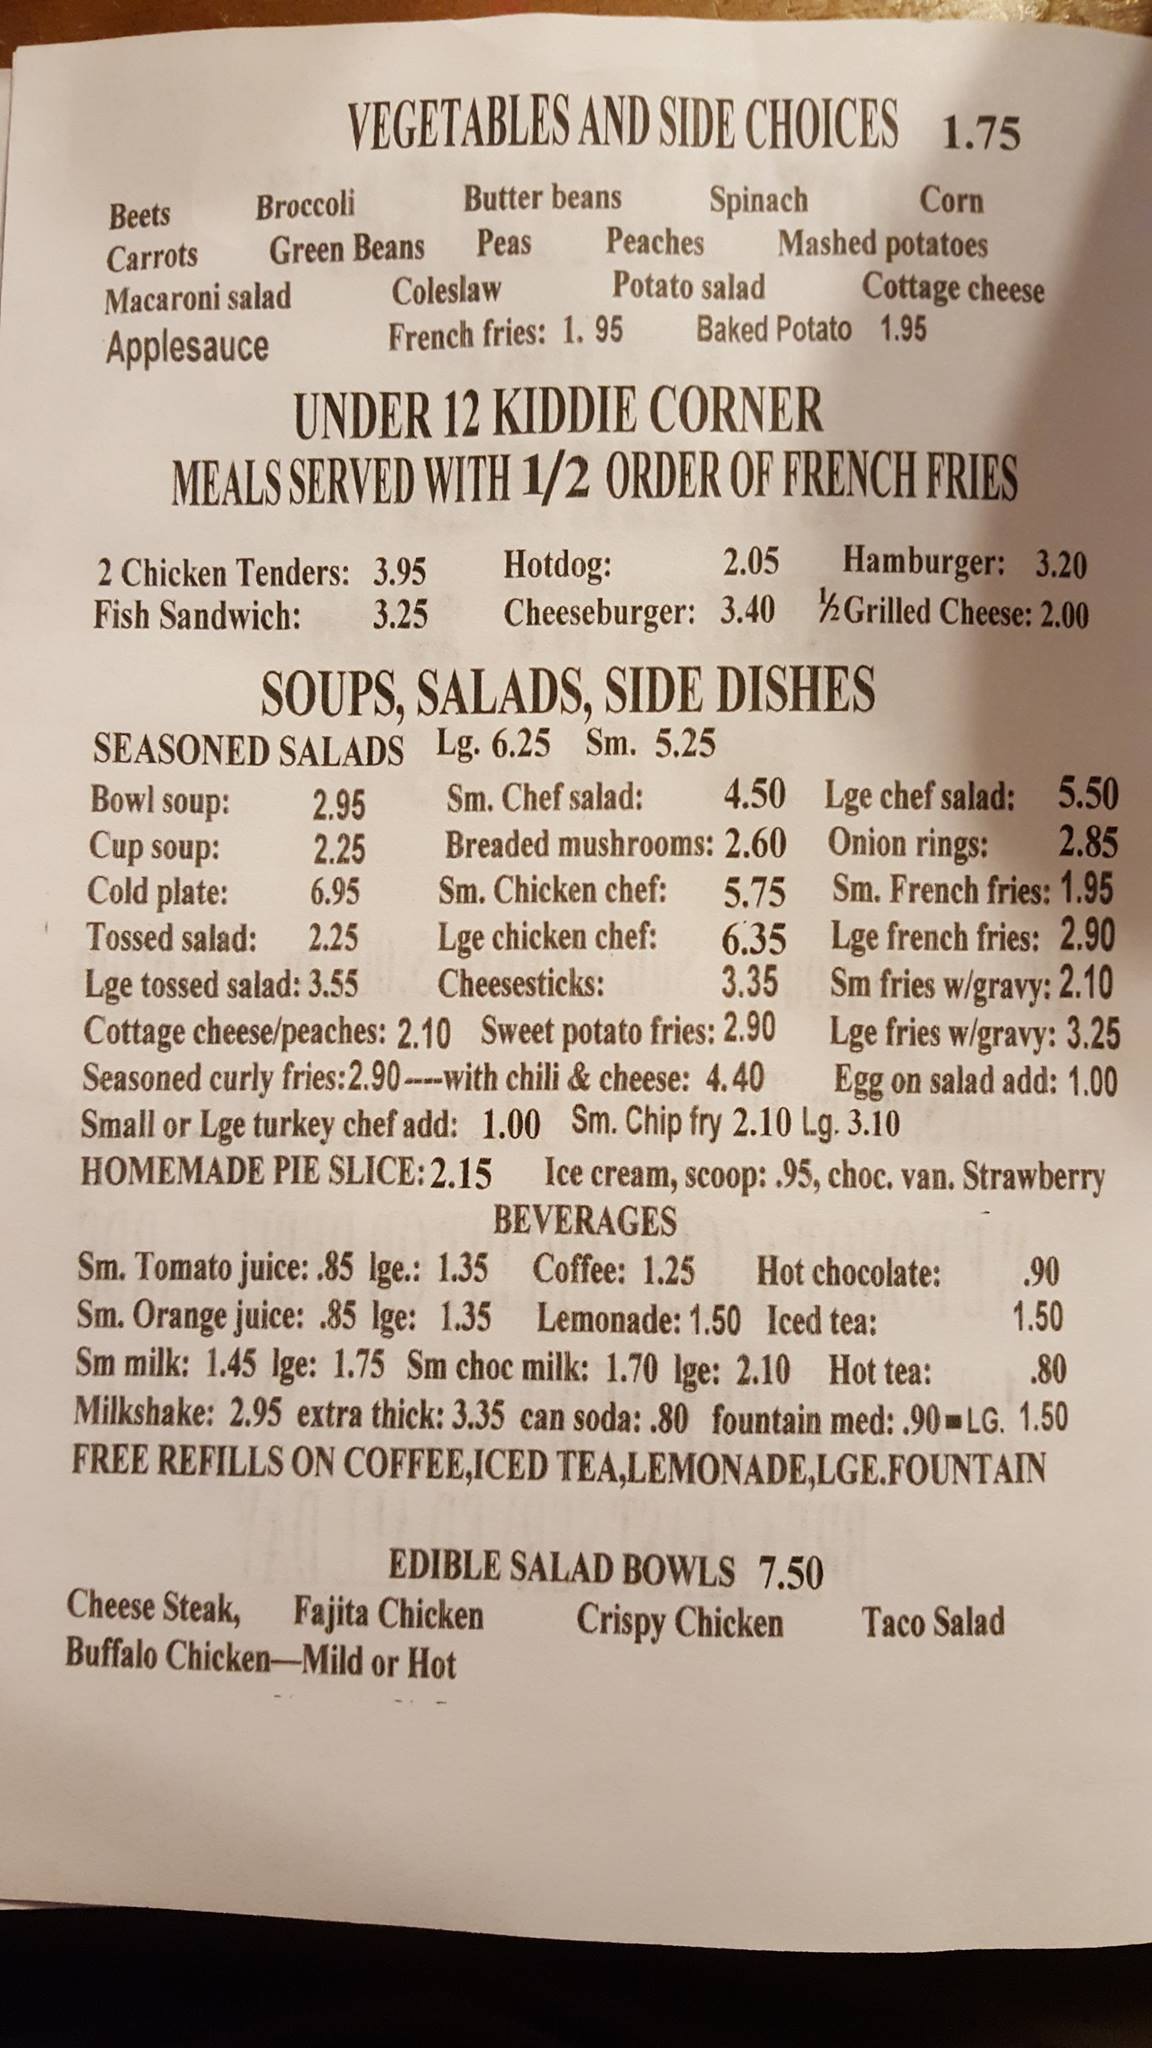 VEGETABLES AND SIDE CHOICES 1.75
Beets Broccoli Butter beans Spinach Corn
Carrots Green Beans Peas Peaches Mashed potatoes
Macaroni salad Coleslaw Potato salad Cottage cheese
Applesauce French fries: 1. 95 Baked Potato 1.95
UNDER 12 KIDDIE CORNER
MEALS SERVED WITH 1/2 ORDER OF FRENCH FRIES
2 Chicken Tenders: 3.95 Hotdog: 2.05 Hamburger: 3.20
Fish Sandwich: 3.25 Cheeseburger: 3.40 ½ Grilled Cheese: 2.00
SOUPS, SALADS, SIDE DISHES
SEASONED SALADS Lg. 6.25 Sm. 5.25
Bowl soup: 2.95 Sm. Chef salad: 4.50 Lge chef salad: 5.50
Cup soup: 2.25 Breaded mushrooms: 2.60 Onion rings: 2.85
Cold plate: 6.95 Sm. Chicken chef: 5.75 Sm. French fries: 1.95
Tossed salad: 2.25 Lge chicken chef: 6.35 Lge french fries: 2.90
Lge tossed salad: 3.55 Cheesesticks: 3.35 Sm fries w/gravy: 2.10
Cottage cheese/peaches: 2.10 Sweet potato fries: 2.90 Lge fries w/gravy: 3.25
Seasoned curly fries:2.90----with chili & cheese: 4.40 Egg on salad add: 1.00
Small or Lge turkey chef add: 1.00 Sm. Chip fry 2.10 Lg. 3.10
HOMEMADE PIE SLICE: 2.15 Ice cream, scoop: .95, choc. van. Strawberry
BEVERAGES
Sm. Tomato juice: .85 lge.: 1.35 Coffee: 1.25 Hot chocolate: .90
Sm. Orange juice: .85 lge: 1.35 Lemonade: 1.50 Iced tea: 1.50
Sm milk: 1.45 lge: 1.75 Sm choc milk: 1.70 lge: 2.10 Hot tea: .80
Milkshake: 2.95 extra thick: 3.35 can soda: .80 fountain med: .90-LG. 1.50
FREE REFILLS ON COFFEE,ICED TEA,LEMONADE,LGE.FOUNTAIN
EDIBLE SALAD BOWLS 7.50
Cheese Steak, Fajita Chicken Crispy Chicken Taco Salad
Buffalo Chicken—Mild or Hot